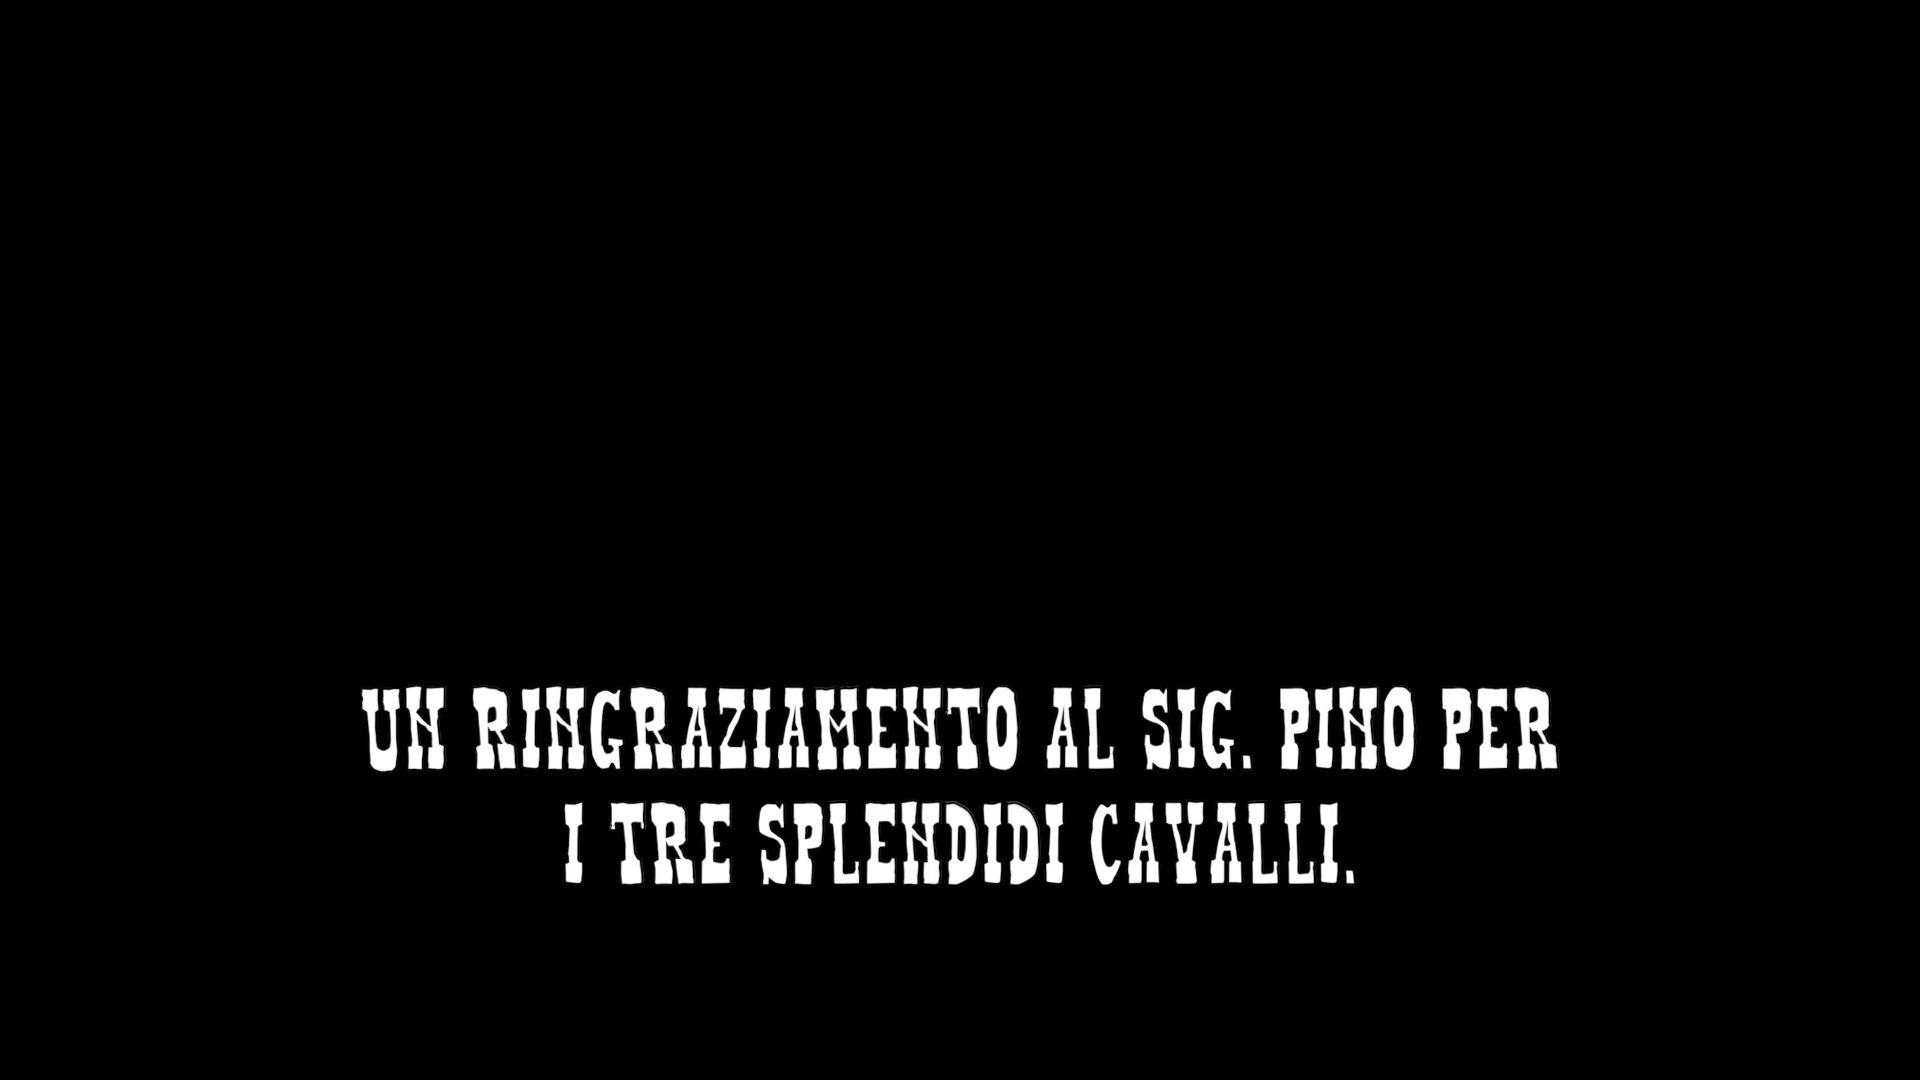 UN RINGRAZIAMENTO AL SIG. PINO PER
I TRE SPLENDIDI CAVALLI.